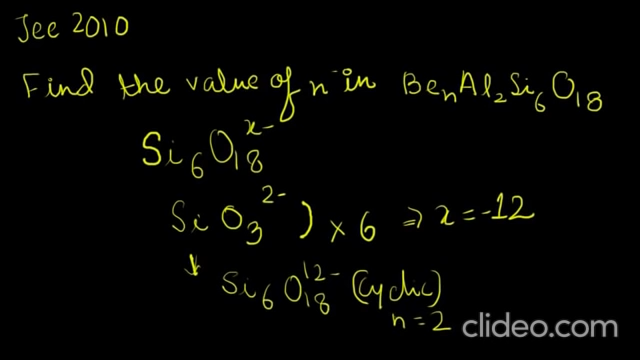 Jee 2010
Find the value of n in BeₙAl₂Si₆O₁₈
Si₆O₁₈ˣ⁻
SiO₃²⁻) × 6 ⇒ x = -12
↓ Si₆O₁₈¹²⁻ (Cyclic)
n = 2
clideo.com